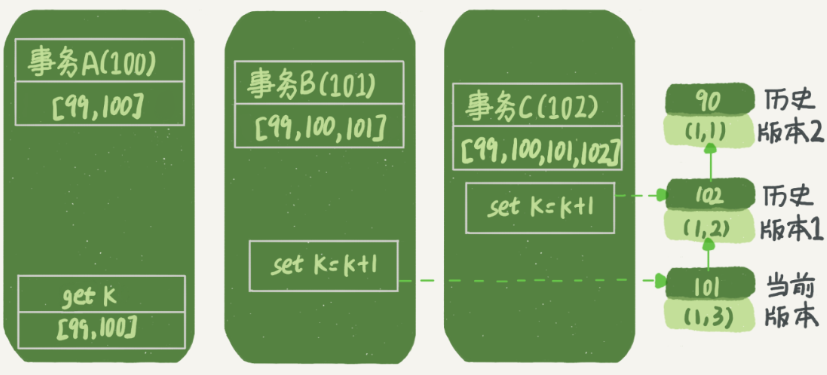 事务A(100)
[99,100]
get K
[99,100]
事务B(101)
[99,100,101]
set K=k+1
事务C(102)
[99,100,101,102]
set K=k+1
90
(1,1)
历史
版本2
102
(1,2)
历史
版本1
101
(1,3)
当前
版本